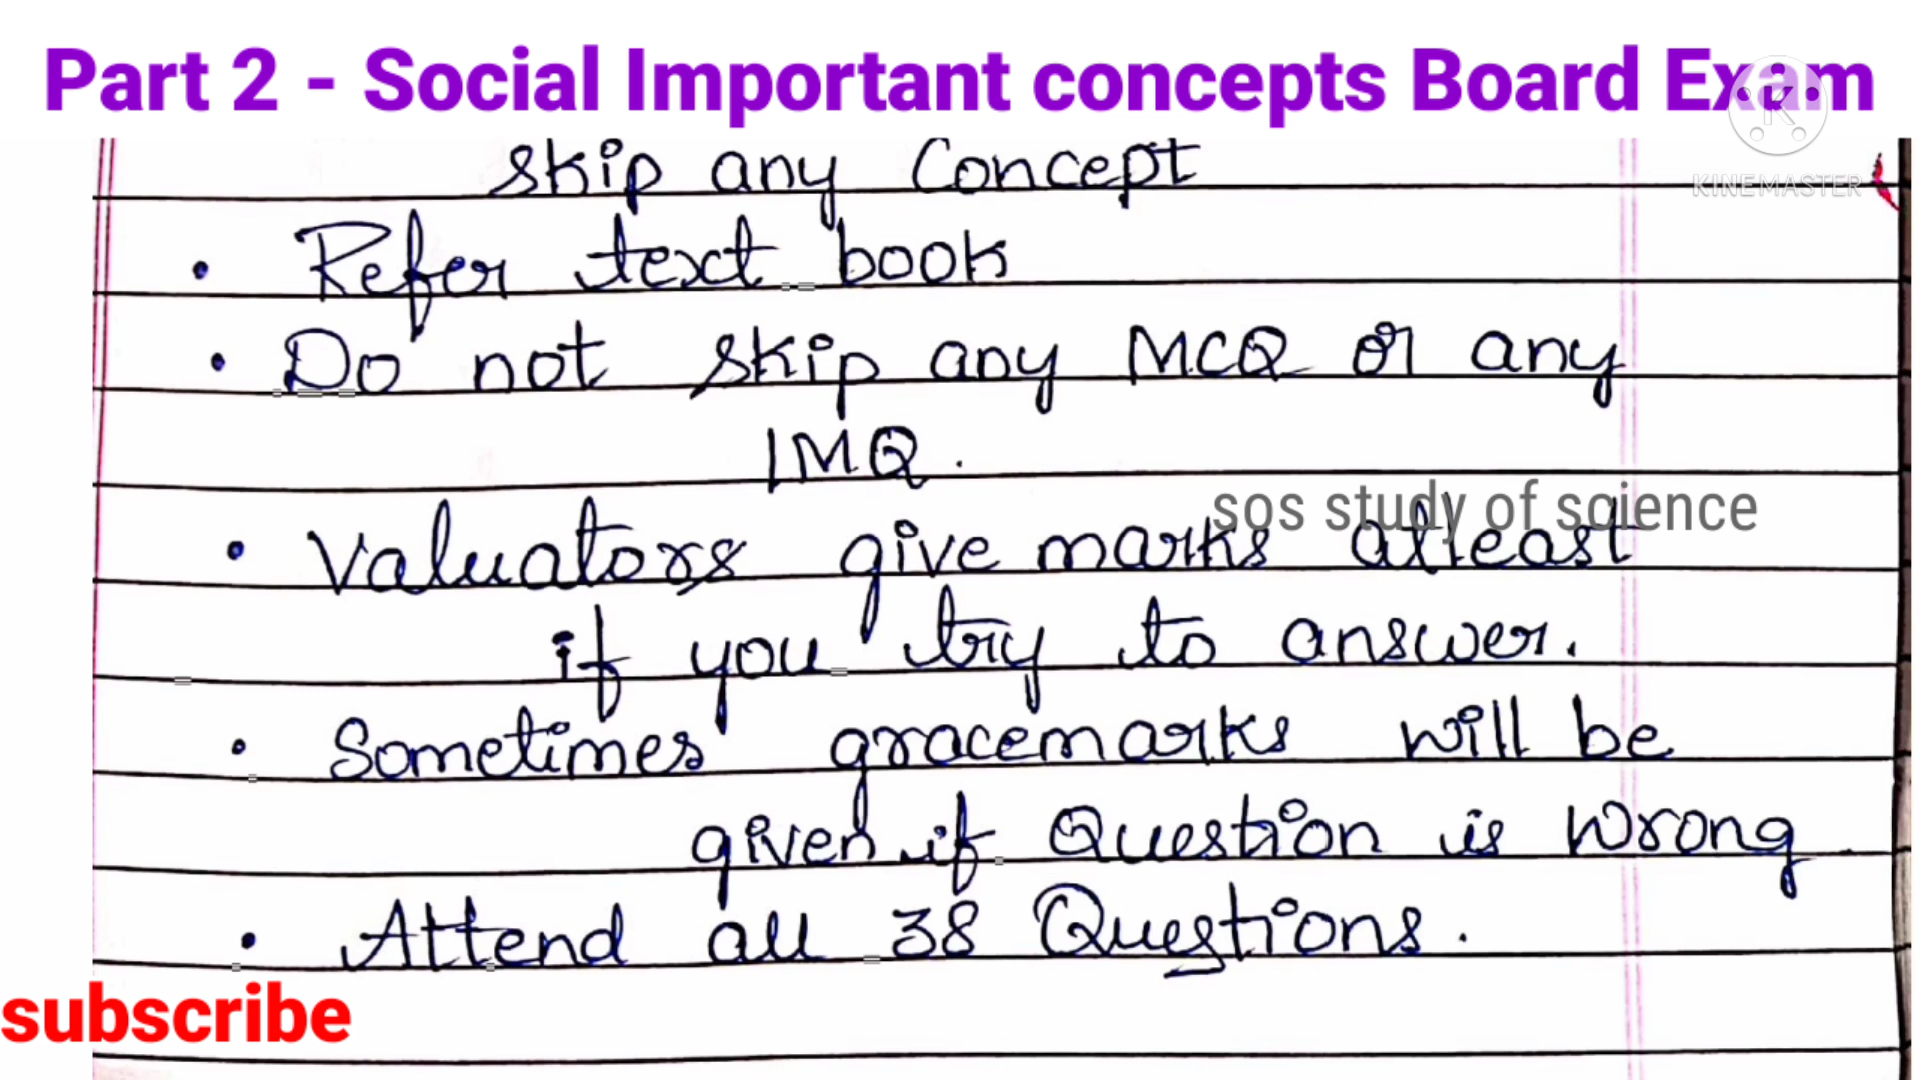 Part 2 - Social Important concepts Board Exam
KINEMASTER
skip any Concept
• Refer text book
• Do not skip any MCQ or any
IMQ.
sos study of science
• Valuators give marks atleast
if you try to answer.
• Sometimes gracemarks will be
given if Question is wrong.
• Attend all 38 Questions.
subscribe